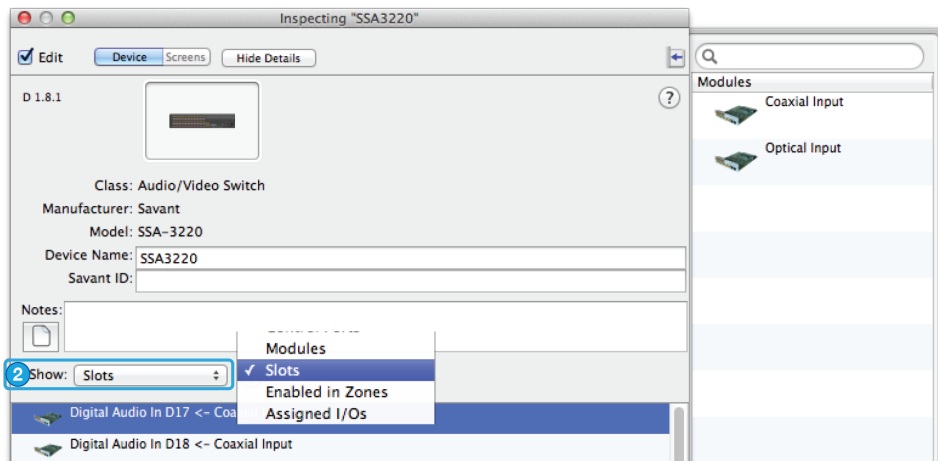 Inspecting "SSA3220"
Edit
Device
Screens
Hide Details
D 1.8.1
?
Class: Audio/Video Switch
Manufacturer: Savant
Model: SSA-3220
Device Name: SSA3220
Savant ID:
Notes:
Modules
2 Show: Slots
✓ Slots
Enabled in Zones
Assigned I/Os
Digital Audio In D17 <- Coa
Digital Audio In D18 <- Coaxial Input
Modules
Coaxial Input
Optical Input